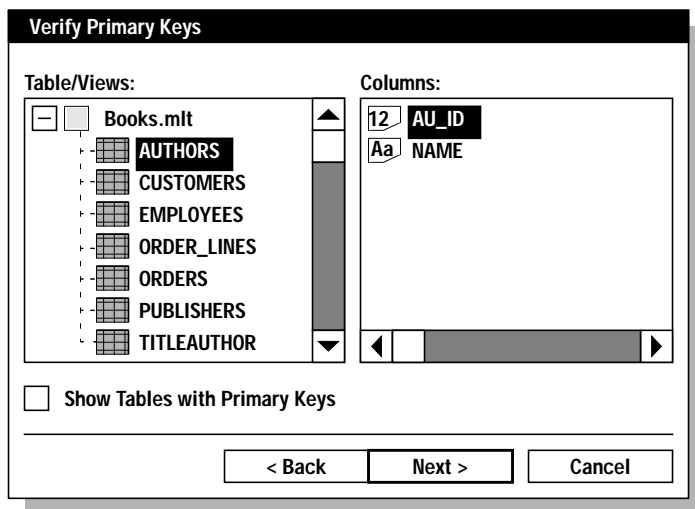 Verify Primary Keys
Table/Views:
Books.mlt
AUTHORS
CUSTOMERS
EMPLOYEES
ORDER_LINES
ORDERS
PUBLISHERS
TITLEAUTHOR
Columns:
12 AU_ID
Aa NAME
Show Tables with Primary Keys
< Back Next > Cancel